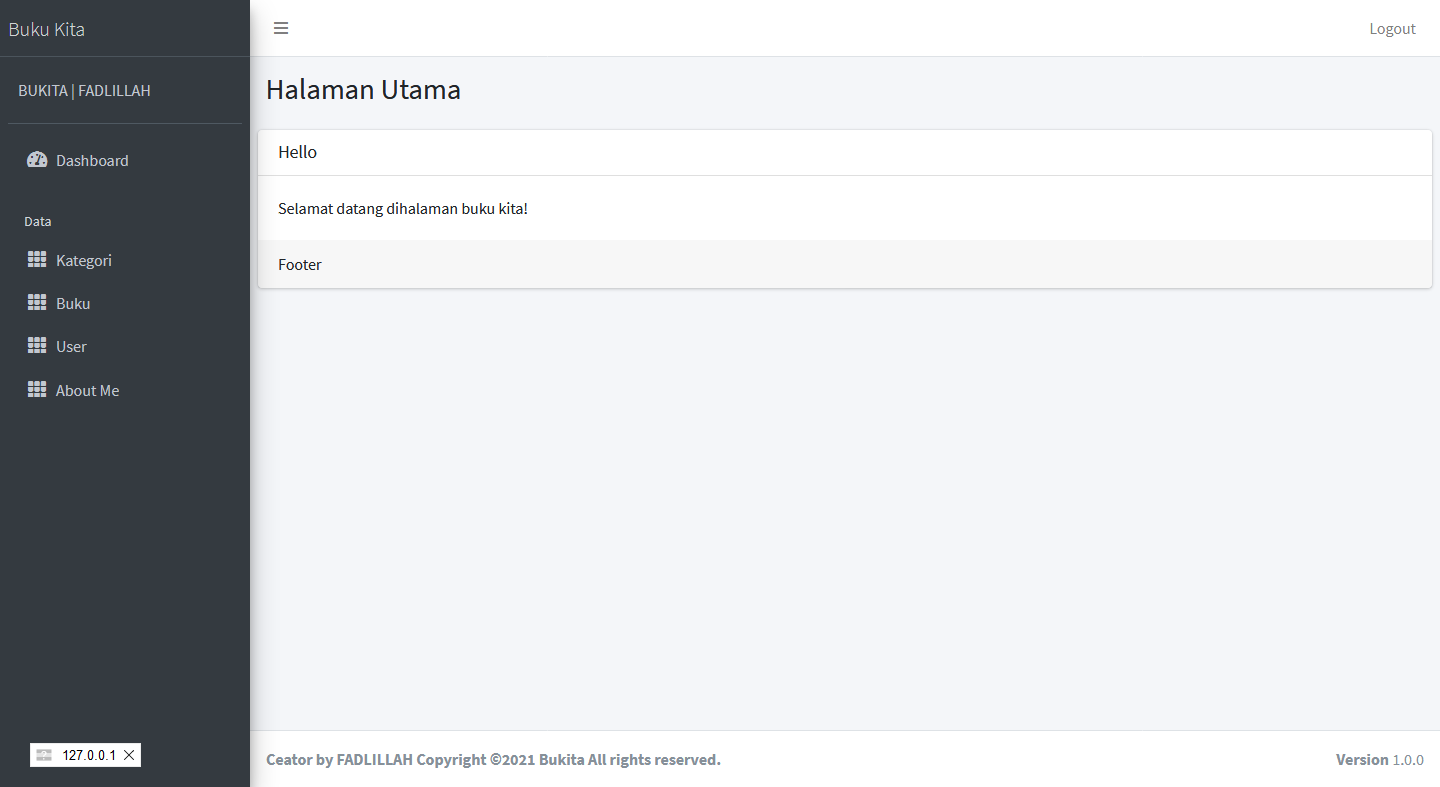 Buku Kita
Logout
BUKITA | FADLILLAH
Halaman Utama
Dashboard
Data
Kategori
Buku
User
About Me
Hello
Selamat datang dihalaman buku kita!
Footer
127.0.0.1
Ceator by FADLILLAH Copyright ©2021 Bukita All rights reserved.
Version 1.0.0